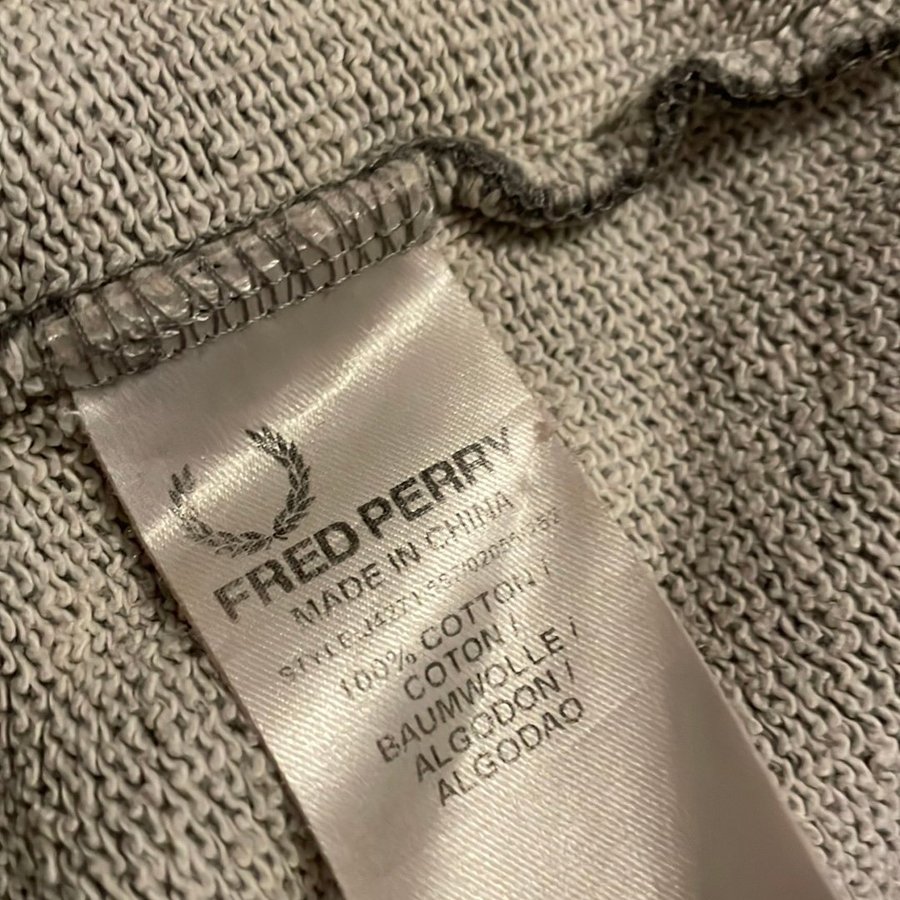 FRED PERRY
MADE IN CHINA
100% COTTON /
COTON /
BAUMWOLLE /
ALGODON /
ALGODAO